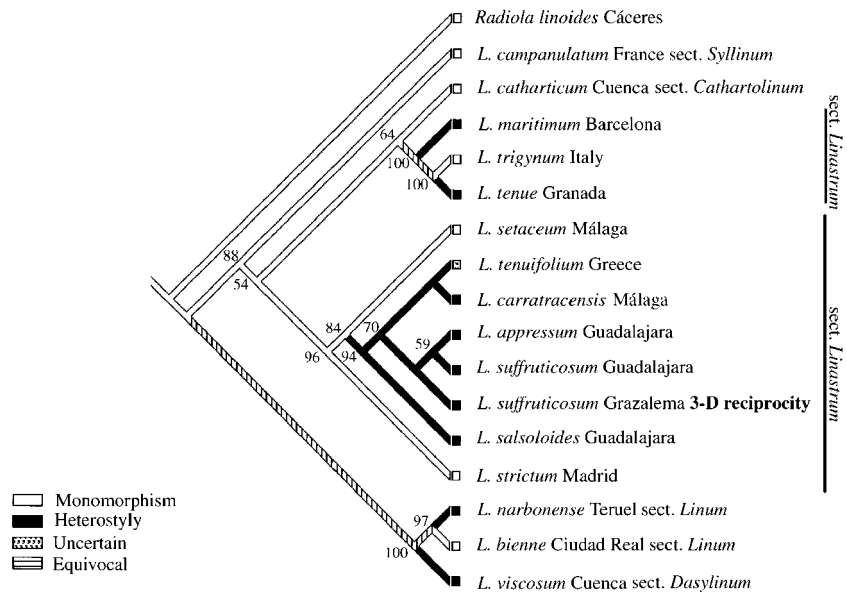 Radiola linoides Cáceres
L. campanulatum France sect. Syllinum
L. catharticum Cuenca sect. Cathartolinum
L. maritimum Barcelona
64
100
L. trigynum Italy
100
L. tenue Granada
sect. Linastrum
L. setaceum Málaga
88
L. tenuifolium Greece
54
L. carratracensis Málaga
84
70
L. appressum Guadalajara
59
96
94
L. suffruticosum Guadalajara
L. suffruticosum Grazalema 3-D reciprocity
L. salsoloides Guadalajara
L. strictum Madrid
sect. Linastrum
Monomorphism
Heterostyly
Uncertain
Equivocal
97
L. narbonense Teruel sect. Linum
L. bienne Ciudad Real sect. Linum
100
L. viscosum Cuenca sect. Dasylinum